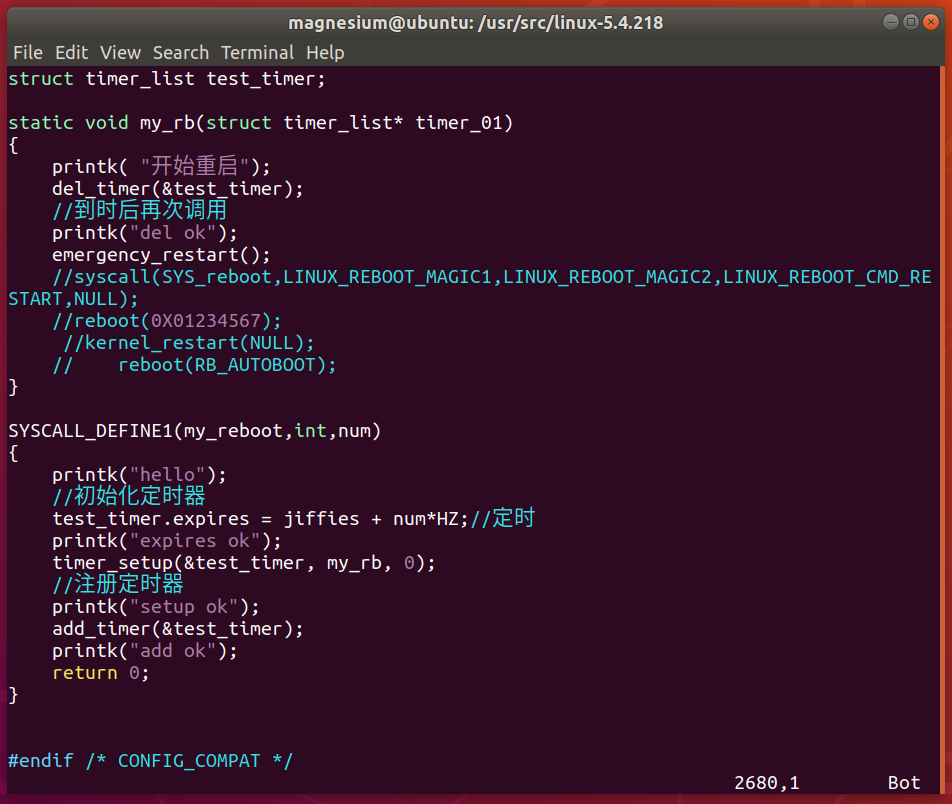 magnesium@ubuntu: /usr/src/linux-5.4.218
File Edit View Search Terminal Help
struct timer_list test_timer;
static void my_rb(struct timer_list* timer_01)
{
    printk( "开始重启");
    del_timer(&test_timer);
    //到时后再次调用
    printk("del ok");
    emergency_restart();
    //syscall(SYS_reboot,LINUX_REBOOT_MAGIC1,LINUX_REBOOT_MAGIC2,LINUX_REBOOT_CMD_RE
START,NULL);
    //reboot(0X01234567);
     //kernel_restart(NULL);
    //    reboot(RB_AUTOBOOT);
}
SYSCALL_DEFINE1(my_reboot,int,num)
{
    printk("hello");
    //初始化定时器
    test_timer.expires = jiffies + num*HZ;//定时
    printk("expires ok");
    timer_setup(&test_timer, my_rb, 0);
    //注册定时器
    printk("setup ok");
    add_timer(&test_timer);
    printk("add ok");
    return 0;
}
#endif /* CONFIG_COMPAT */
2680,1 Bot